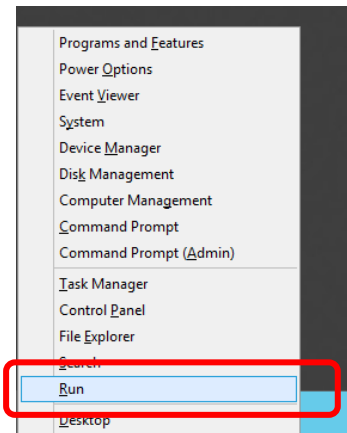 Programs and Features
Power Options
Event Viewer
System
Device Manager
Disk Management
Computer Management
Command Prompt
Command Prompt (Admin)
Task Manager
Control Panel
File Explorer
Search
Run
Desktop